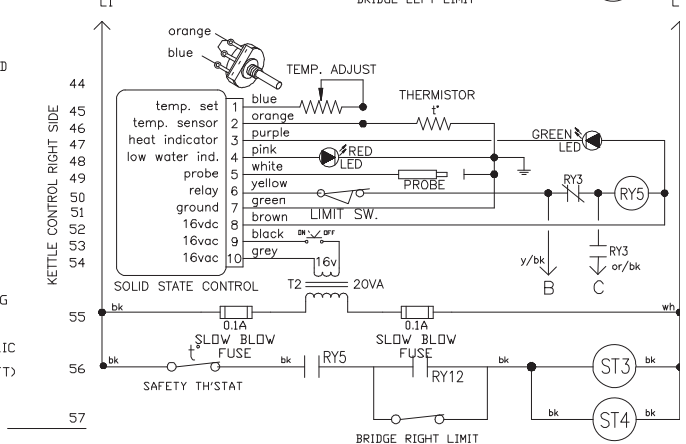 BRIDGE LEFT LIMIT
L1
L
orange
blue
D
TEMP. ADJUST
44
45
46
47
48
49
50
51
52
53
54
KETTLE CONTROL RIGHT SIDE
temp. set 1 blue
temp. sensor 2 orange
heat indicator 3 purple
low water ind. 4 pink
probe 5 white
relay 6 yellow
ground 7 green
16vdc 8 brown
16vac 9 black
16vac 10 grey
THERMISTOR
t°
GREEN LED
RED LED
PROBE
LIMIT SW.
RY3
RY5
ON OFF
16v
RY3
y/bk
or/bk
B
C
SOLID STATE CONTROL
T2
20VA
G
55
bk
wh
0.1A
SLOW BLOW
FUSE
0.1A
SLOW BLOW
FUSE
IC
T)
56
bk
t°
SAFETY TH'STAT
bk
RY5
RY12
bk
ST3
bk
57
bk
ST4
bk
BRIDGE RIGHT LIMIT